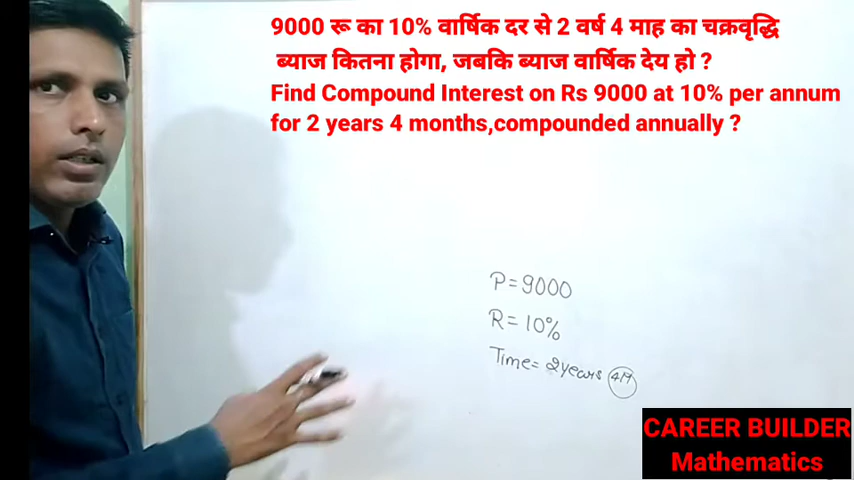 9000 रू का 10% वार्षिक दर से 2 वर्ष 4 माह का चक्रवृद्धि
ब्याज कितना होगा, जबकि ब्याज वार्षिक देय हो ?
Find Compound Interest on Rs 9000 at 10% per annum
for 2 years 4 months,compounded annually ?
P=9000
R=10%
Time=2years 4M
CAREER BUILDER
Mathematics